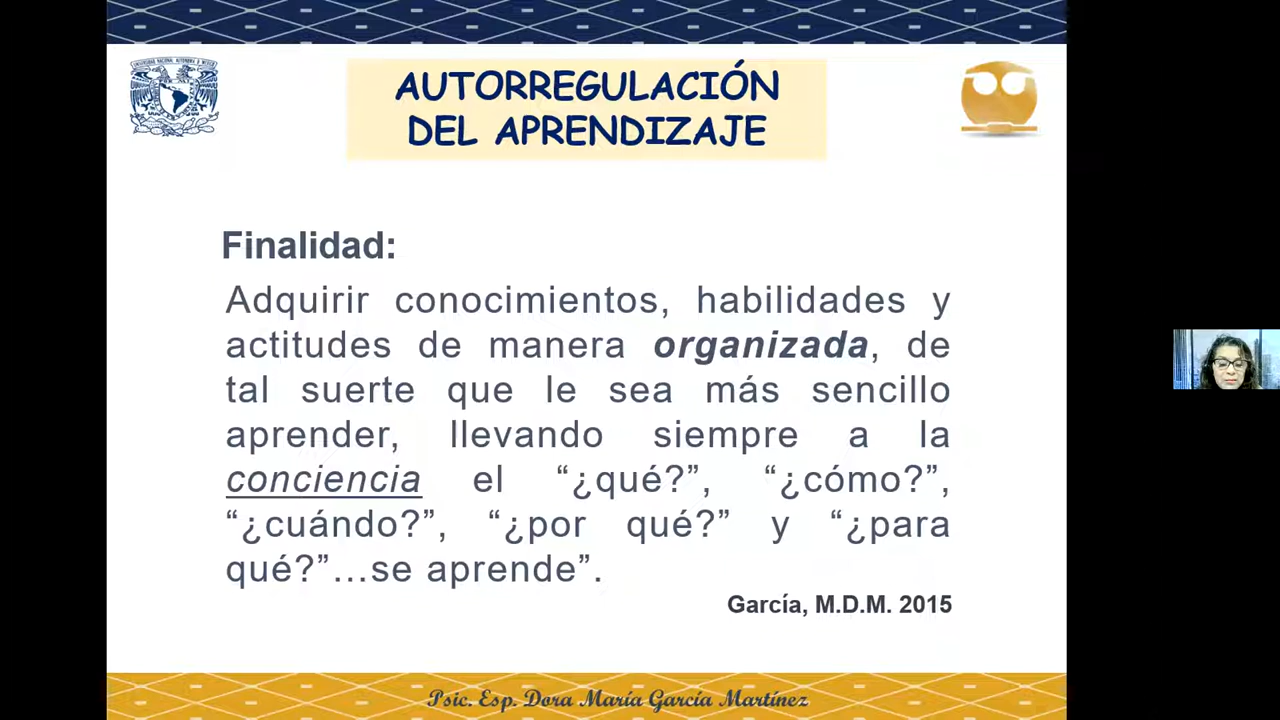 AUTORREGULACIÓN
DEL APRENDIZAJE
Finalidad:
Adquirir conocimientos, habilidades y
actitudes de manera organizada, de
tal suerte que le sea más sencillo
aprender, llevando siempre a la
conciencia el “¿qué?”, “¿cómo?”,
“¿cuándo?”, “¿por qué?” y “¿para
qué?”...se aprende”.
García, M.D.M. 2015
Psic. Esp. Dora María García Martínez